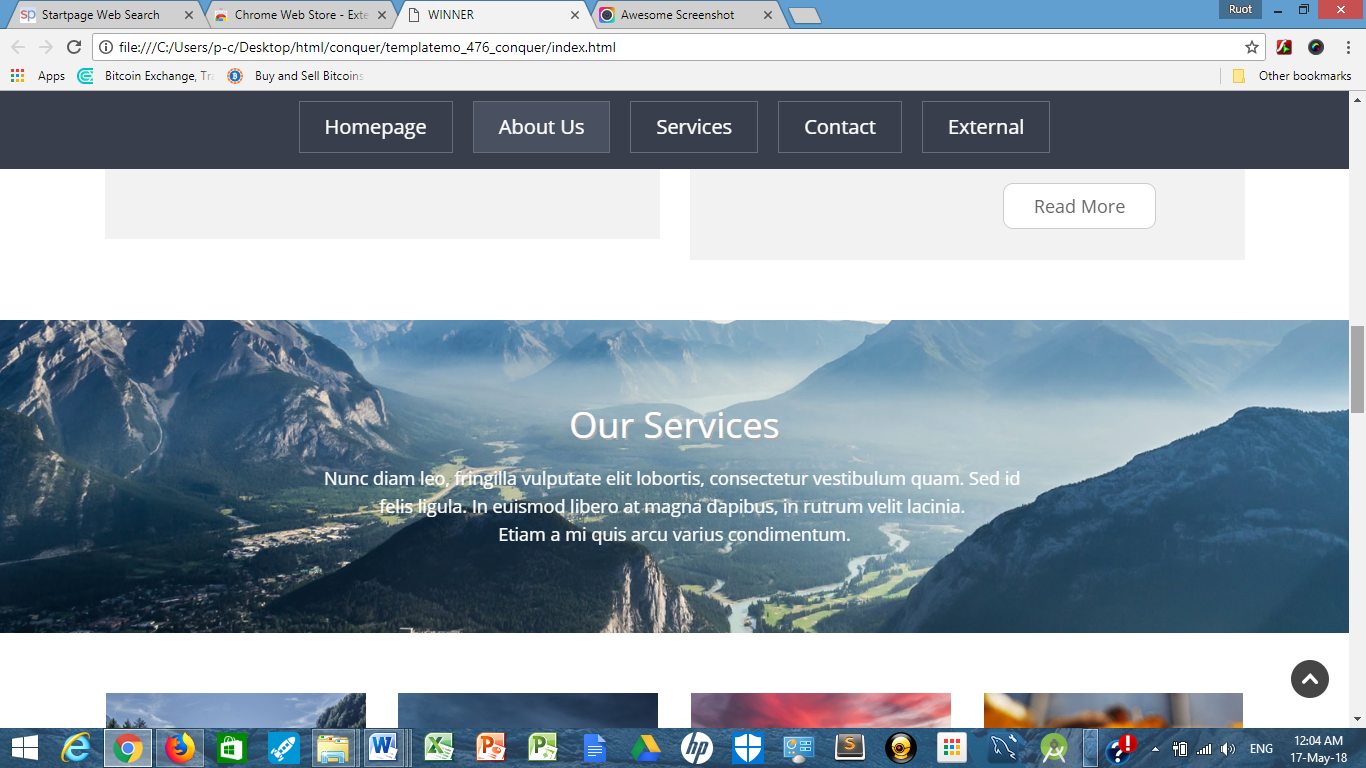 Startpage Web Search
Chrome Web Store - Exte
WINNER
Awesome Screenshot
Ruot
file:///C:/Users/p-c/Desktop/html/conquer/templatemo_476_conquer/index.html
Apps
Bitcoin Exchange, Tra
Buy and Sell Bitcoins
Other bookmarks
Homepage
About Us
Services
Contact
External
Read More
Our Services
Nunc diam leo, fringilla vulputate elit lobortis, consectetur vestibulum quam. Sed id
felis ligula. In euismod libero at magna dapibus, in rutrum velit lacinia.
Etiam a mi quis arcu varius condimentum.
ENG
12:04 AM
17-May-18